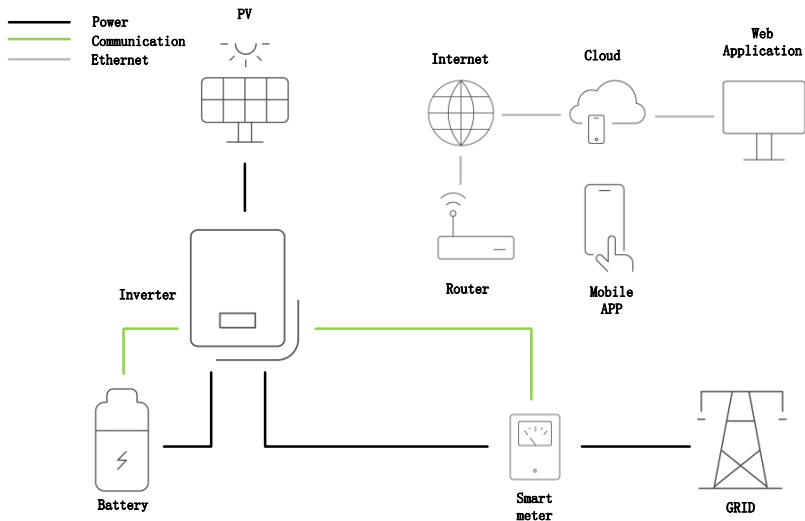 Power
Communication
Ethernet
PV
Internet
Cloud
Web
Application
Inverter
Router
Mobile
APP
Battery
Smart
meter
GRID